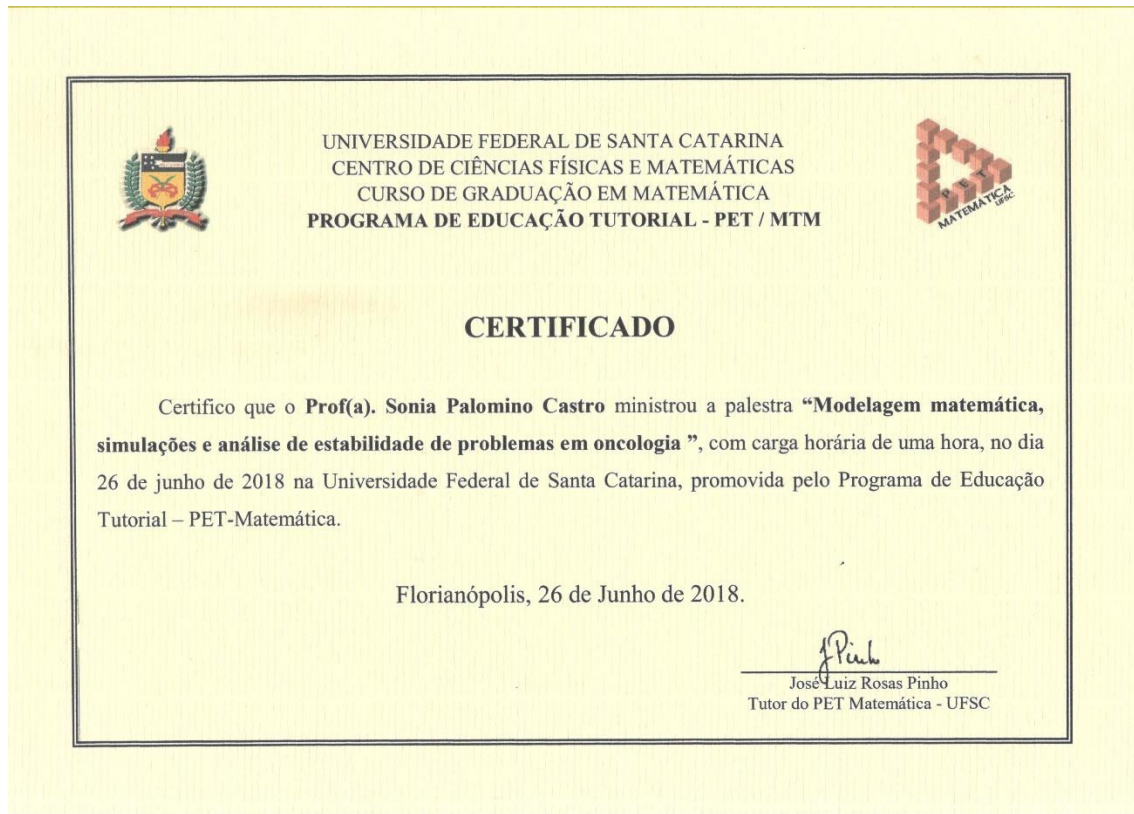 UNIVERSIDADE FEDERAL DE SANTA CATARINA
CENTRO DE CIÊNCIAS FÍSICAS E MATEMÁTICAS
CURSO DE GRADUAÇÃO EM MATEMÁTICA
PROGRAMA DE EDUCAÇÃO TUTORIAL - PET / MTM
PET
MATEMÁTICA
UFSC
CERTIFICADO
Certifico que o Prof(a). Sonia Palomino Castro ministrou a palestra “Modelagem matemática,
simulações e análise de estabilidade de problemas em oncologia ”, com carga horária de uma hora, no dia
26 de junho de 2018 na Universidade Federal de Santa Catarina, promovida pelo Programa de Educação
Tutorial – PET-Matemática.
Florianópolis, 26 de Junho de 2018.
JPinho
José Luiz Rosas Pinho
Tutor do PET Matemática - UFSC